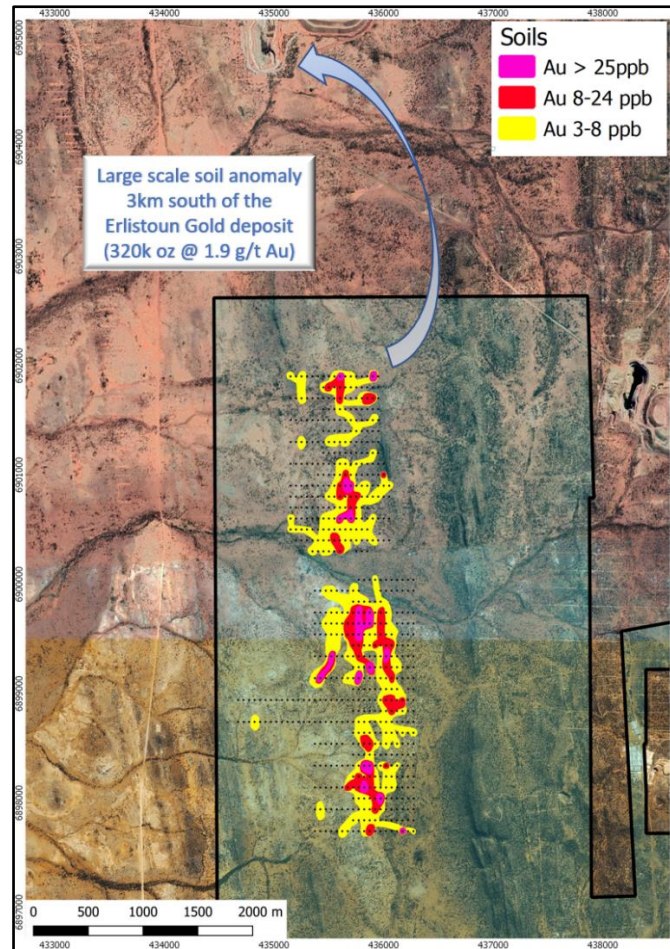 433000 434000 435000 436000 437000 438000
Soils
Au > 25ppb
Au 8-24 ppb
Au 3-8 ppb
Large scale soil anomaly
3km south of the
Erlistoun Gold deposit
(320k oz @ 1.9 g/t Au)
6905000
6904000
6903000
6902000
6901000
6900000
6899000
6898000
6897000
0 500 1000 1500 2000 m
433000 434000 435000 436000 437000 438000